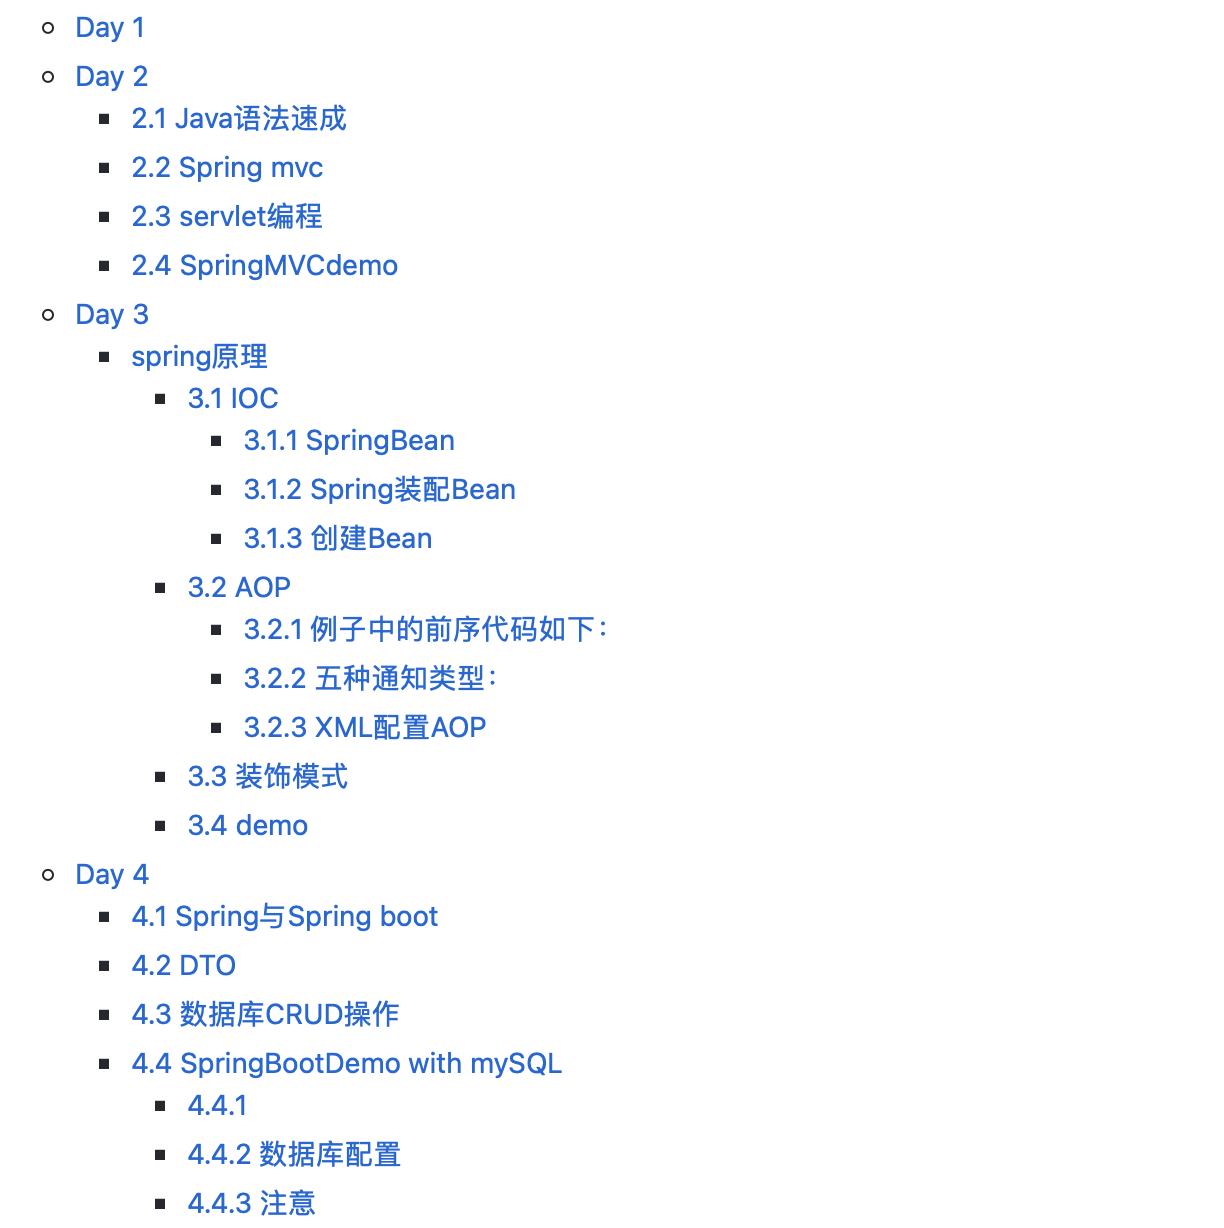 Day 1
Day 2
2.1 Java语法速成
2.2 Spring mvc
2.3 servlet编程
2.4 SpringMVCdemo
Day 3
spring原理
3.1 IOC
3.1.1 SpringBean
3.1.2 Spring装配Bean
3.1.3 创建Bean
3.2 AOP
3.2.1 例子中的前序代码如下：
3.2.2 五种通知类型：
3.2.3 XML配置AOP
3.3 装饰模式
3.4 demo
Day 4
4.1 Spring与Spring boot
4.2 DTO
4.3 数据库CRUD操作
4.4 SpringBootDemo with mySQL
4.4.1
4.4.2 数据库配置
4.4.3 注意